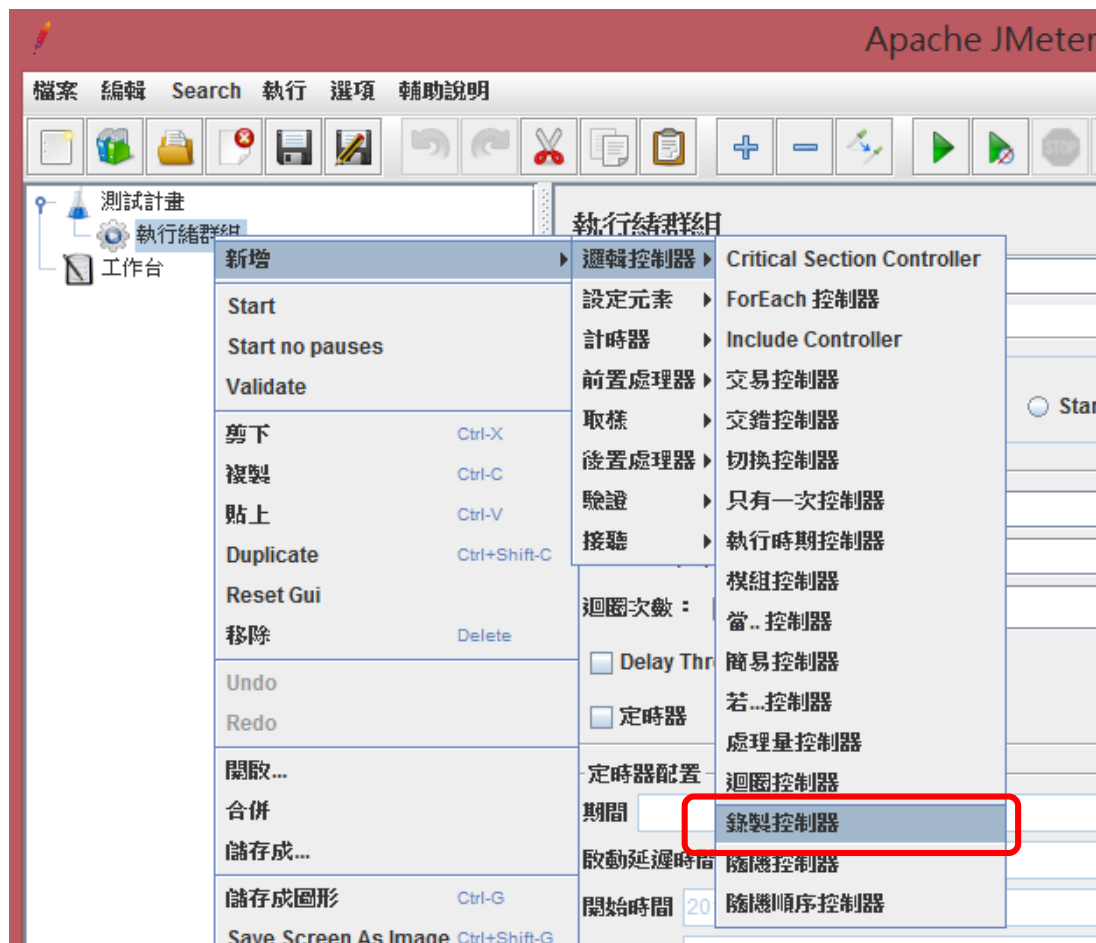 Apache JMeter
檔案 編輯 Search 執行 選項 輔助說明
STOP
測試計畫
執行緒群組
工作台
執行緒群組
新增
Start
Start no pauses
Validate
剪下 Ctrl-X
複製 Ctrl-C
貼上 Ctrl-V
Duplicate Ctrl+Shift-C
Reset Gui
移除 Delete
Undo
Redo
開啟...
合併
儲存成...
儲存成圖形 Ctrl-G
Save Screen As Image Ctrl+Shift-G
邏輯控制器
設定元素
計時器
前置處理器
取樣
後置處理器
驗證
接聽
Critical Section Controller
ForEach 控制器
Include Controller
交易控制器
交錯控制器
切換控制器
只有一次控制器
執行時期控制器
模組控制器
當.. 控制器
簡易控制器
若...控制器
處理量控制器
迴圈控制器
錄製控制器
隨機控制器
隨機順序控制器
Star
迴圈次數：
Delay Thr
定時器
定時器配置
期間
啟動延遲時間
開始時間 20